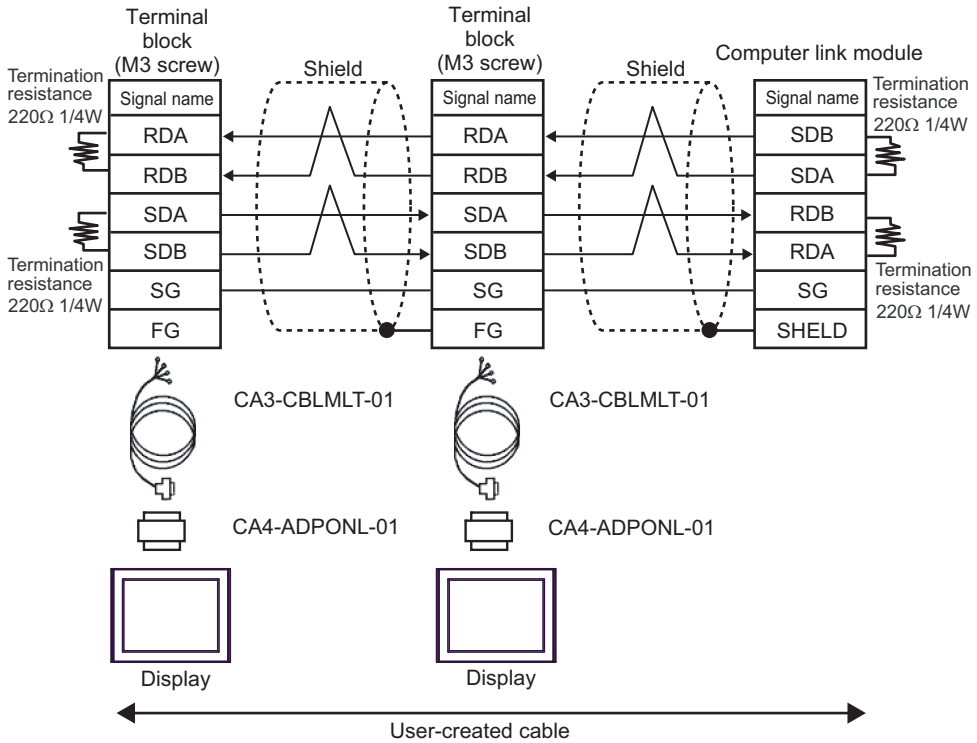 Terminal
block
(M3 screw)
Terminal
block
(M3 screw)
Computer link module
Shield
Shield
Termination
resistance
220Ω 1/4W
Termination
resistance
220Ω 1/4W
Signal name
RDA
RDB
SDA
SDB
SG
FG
Signal name
RDA
RDB
SDA
SDB
SG
FG
Signal name
SDB
SDA
RDB
RDA
SG
SHELD
Termination
resistance
220Ω 1/4W
Termination
resistance
220Ω 1/4W
CA3-CBLMLT-01
CA3-CBLMLT-01
CA4-ADPONL-01
CA4-ADPONL-01
Display
Display
User-created cable